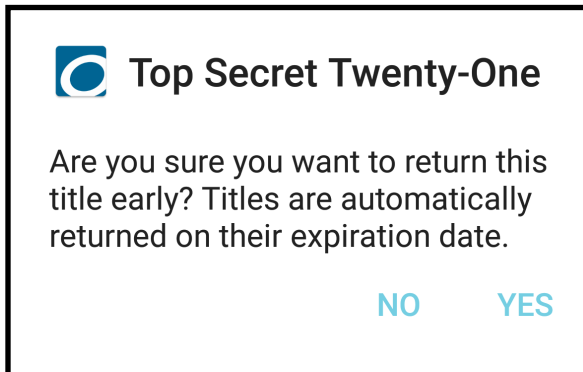 Top Secret Twenty-One
Are you sure you want to return this
title early? Titles are automatically
returned on their expiration date.
NO YES